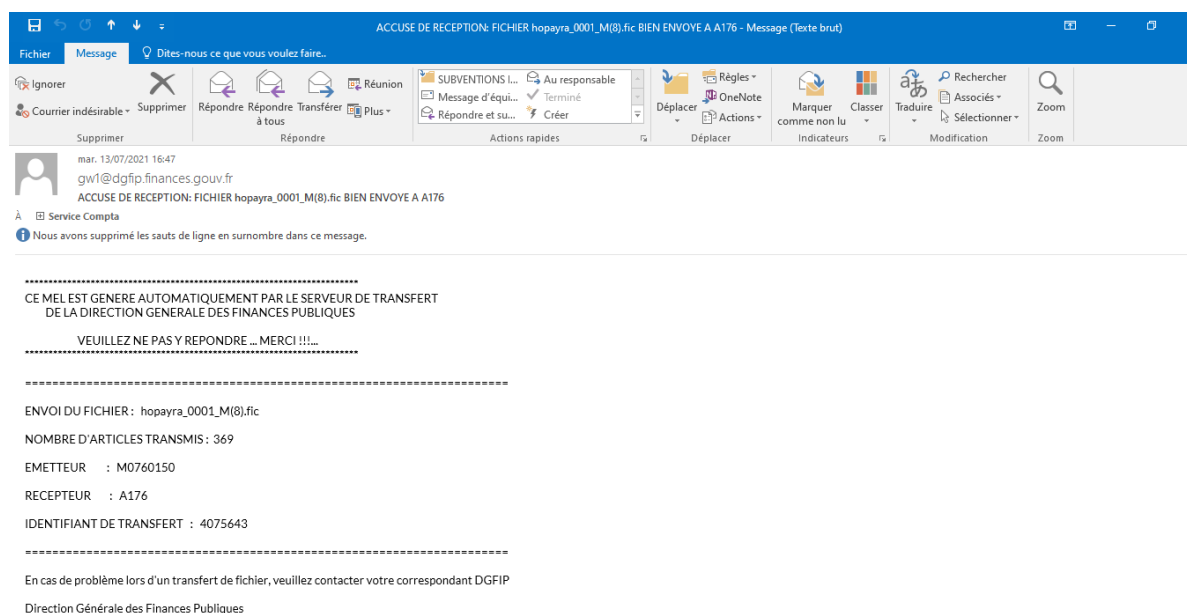 ACCUSE DE RECEPTION: FICHIER hopayra_0001_M(8).fic BIEN ENVOYE A A176 - Message (Texte brut)
Fichier Message Dites-nous ce que vous voulez faire..
Ignorer
Courrier indésirable
Supprimer
Supprimer
Répondre
Répondre à tous
Transférer
Réunion
Plus
Répondre
SUBVENTIONS I...
Message d'équi...
Répondre et su...
Au responsable
Terminé
Créer
Actions rapides
Déplacer
Règles
OneNote
Actions
Déplacer
Marquer comme non lu
Classer
Indicateurs
Traduire
Rechercher
Associés
Sélectionner
Modification
Zoom
Zoom
mar. 13/07/2021 16:47
gw1@dgfip.finances.gouv.fr
ACCUSE DE RECEPTION: FICHIER hopayra_0001_M(8).fic BIEN ENVOYE A A176
À Service Compta
Nous avons supprimé les sauts de ligne en surnombre dans ce message.
***********************************************************************
CE MEL EST GENERE AUTOMATIQUEMENT PAR LE SERVEUR DE TRANSFERT
DE LA DIRECTION GENERALE DES FINANCES PUBLIQUES
VEUILLEZ NE PAS Y REPONDRE ... MERCI !!!...
***********************************************************************
=======================================================================
ENVOI DU FICHIER : hopayra_0001_M(8).fic
NOMBRE D'ARTICLES TRANSMIS : 369
EMETTEUR : M0760150
RECEPTEUR : A176
IDENTIFIANT DE TRANSFERT : 4075643
=======================================================================
En cas de problème lors d'un transfert de fichier, veuillez contacter votre correspondant DGFIP
Direction Générale des Finances Publiques